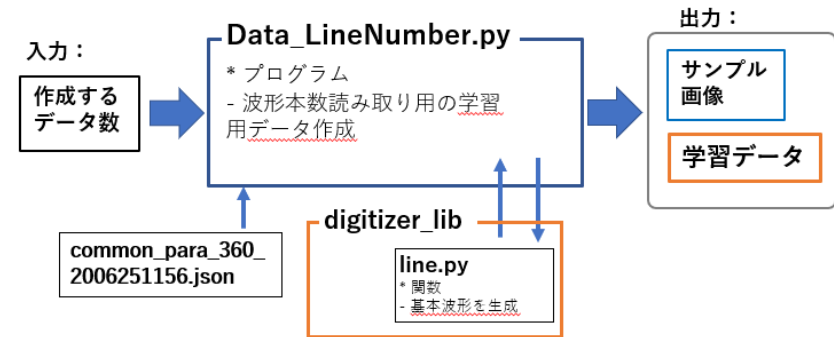 入力：
作成する
データ数
Data_LineNumber.py
* プログラム
- 波形本数読み取り用の学習
用データ作成
出力：
サンプル
画像
学習データ
common_para_360_
2006251156.json
digitizer_lib
line.py
* 関数
- 基本波形を生成